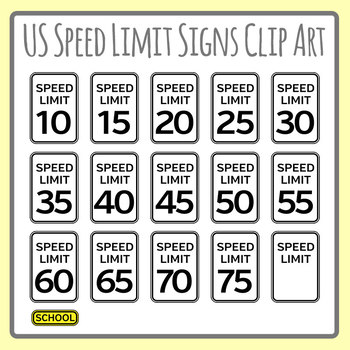 US SPEED LIMIT SIGNS CLIP ART
SPEED
LIMIT
10
SPEED
LIMIT
15
SPEED
LIMIT
20
SPEED
LIMIT
25
SPEED
LIMIT
30
SPEED
LIMIT
35
SPEED
LIMIT
40
SPEED
LIMIT
45
SPEED
LIMIT
50
SPEED
LIMIT
55
SPEED
LIMIT
60
SPEED
LIMIT
65
SPEED
LIMIT
70
SPEED
LIMIT
75
SPEED
LIMIT
SCHOOL